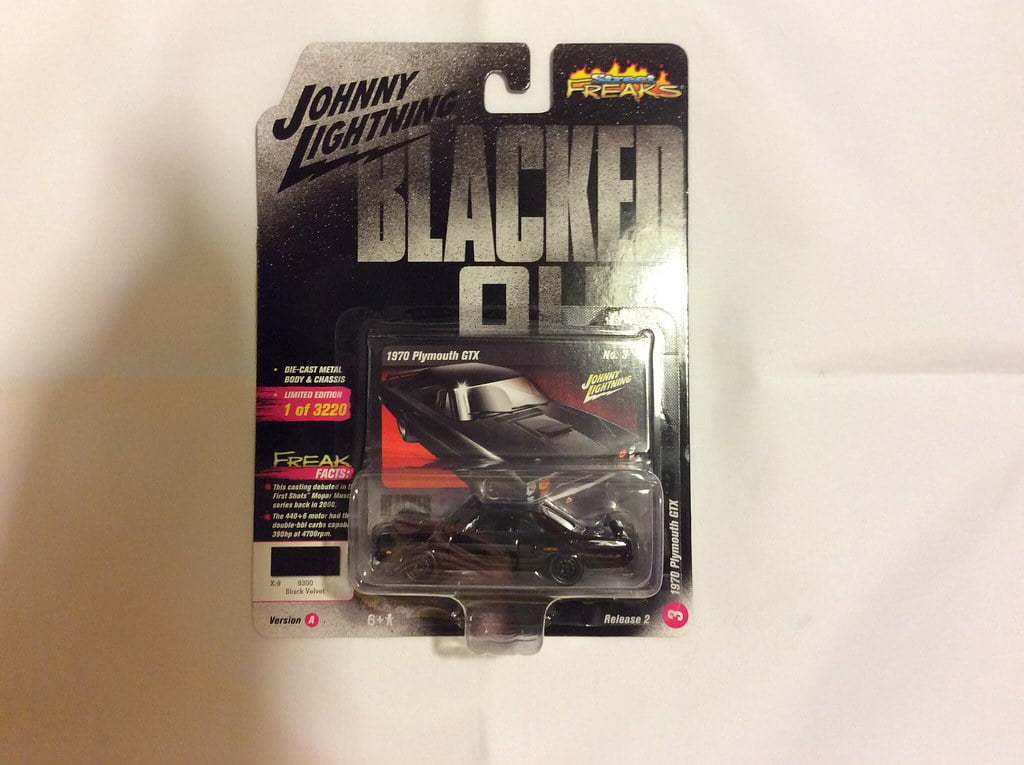 JOHNNY
LIGHTNING
Street
FREAKS
BLACKED
1970 Plymouth GTX
No. 3
JOHNNY
LIGHTNING
• DIE-CAST METAL
BODY & CHASSIS
• LIMITED EDITION
1 of 3220
FREAK
FACTS:
This casting debuted in
First Shots™ Mopar
series back in 2000.
The 440+6 motor had
double-bbl carbs
390hp at 4700rpm.
X-9 9300
Black Velvet
1970 Plymouth GTX
3
Version A
6+
Release 2